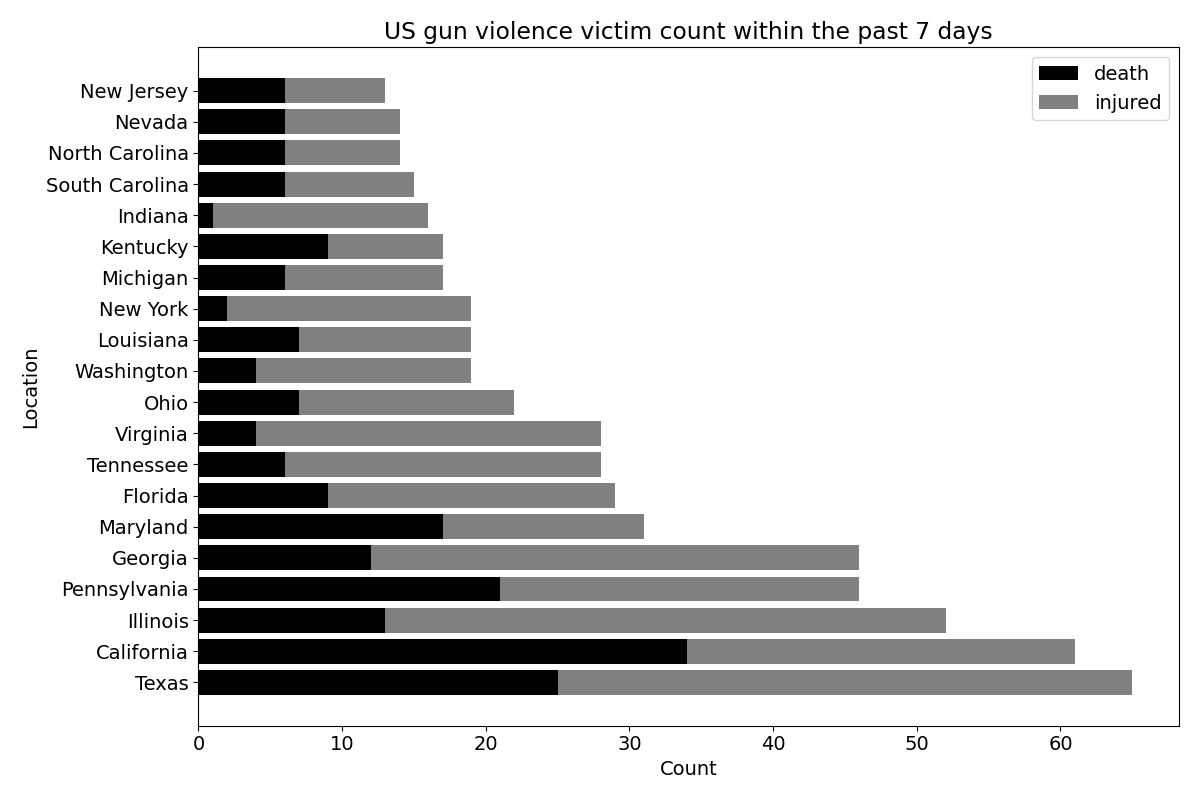 US gun violence victim count within the past 7 days
death
injured
New Jersey
Nevada
North Carolina
South Carolina
Indiana
Kentucky
Michigan
New York
Louisiana
Washington
Ohio
Virginia
Tennessee
Florida
Maryland
Georgia
Pennsylvania
Illinois
California
Texas
Location
0 10 20 30 40 50 60
Count